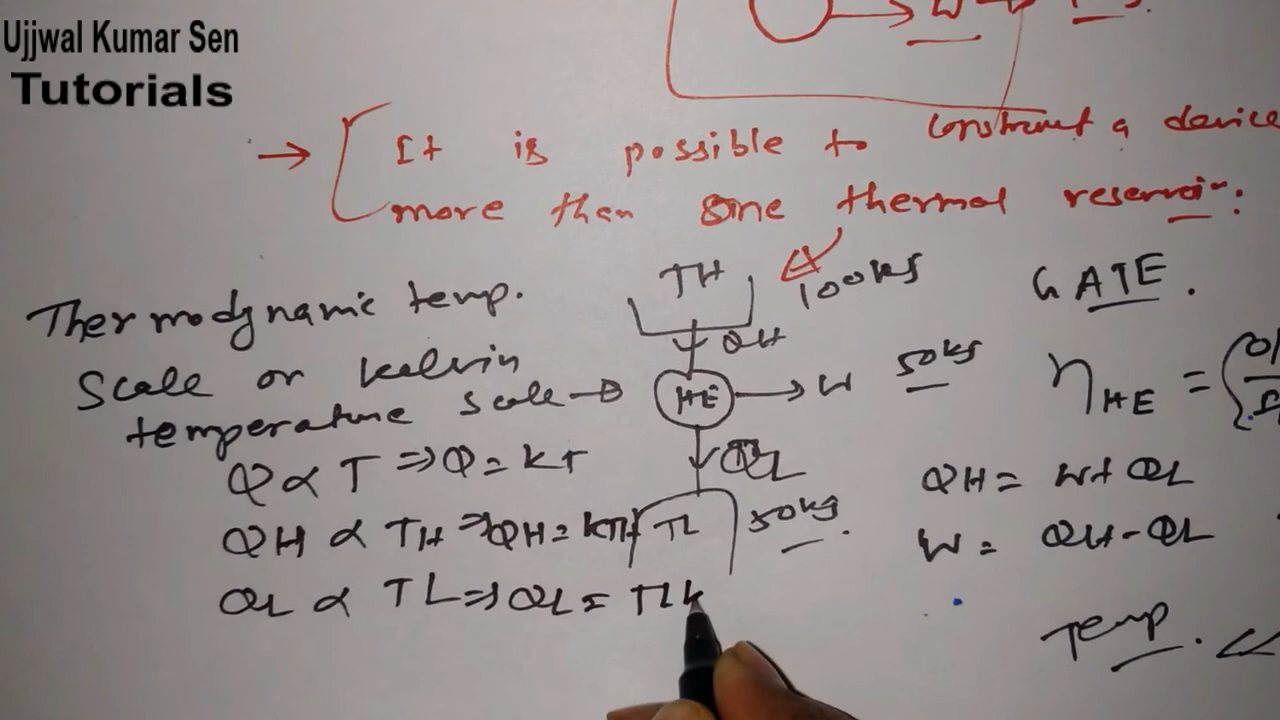 Ujjwal Kumar Sen
Tutorials
W
→ It is possible to construct a device
more than one thermal reservoir.
Thermodynamic temp.
Scale or kelvin
temperature scale →
TH
100kJ
QH
HE → W 50kJ
QL
TL 50kJ
Q ∝ T ⇒ Q = kT
QH ∝ TH ⇒ QH = kTH
QL ∝ TL ⇒ QL = TLk
GATE.
ηHE =
QH = W + QL
W = QH - QL
Temp.